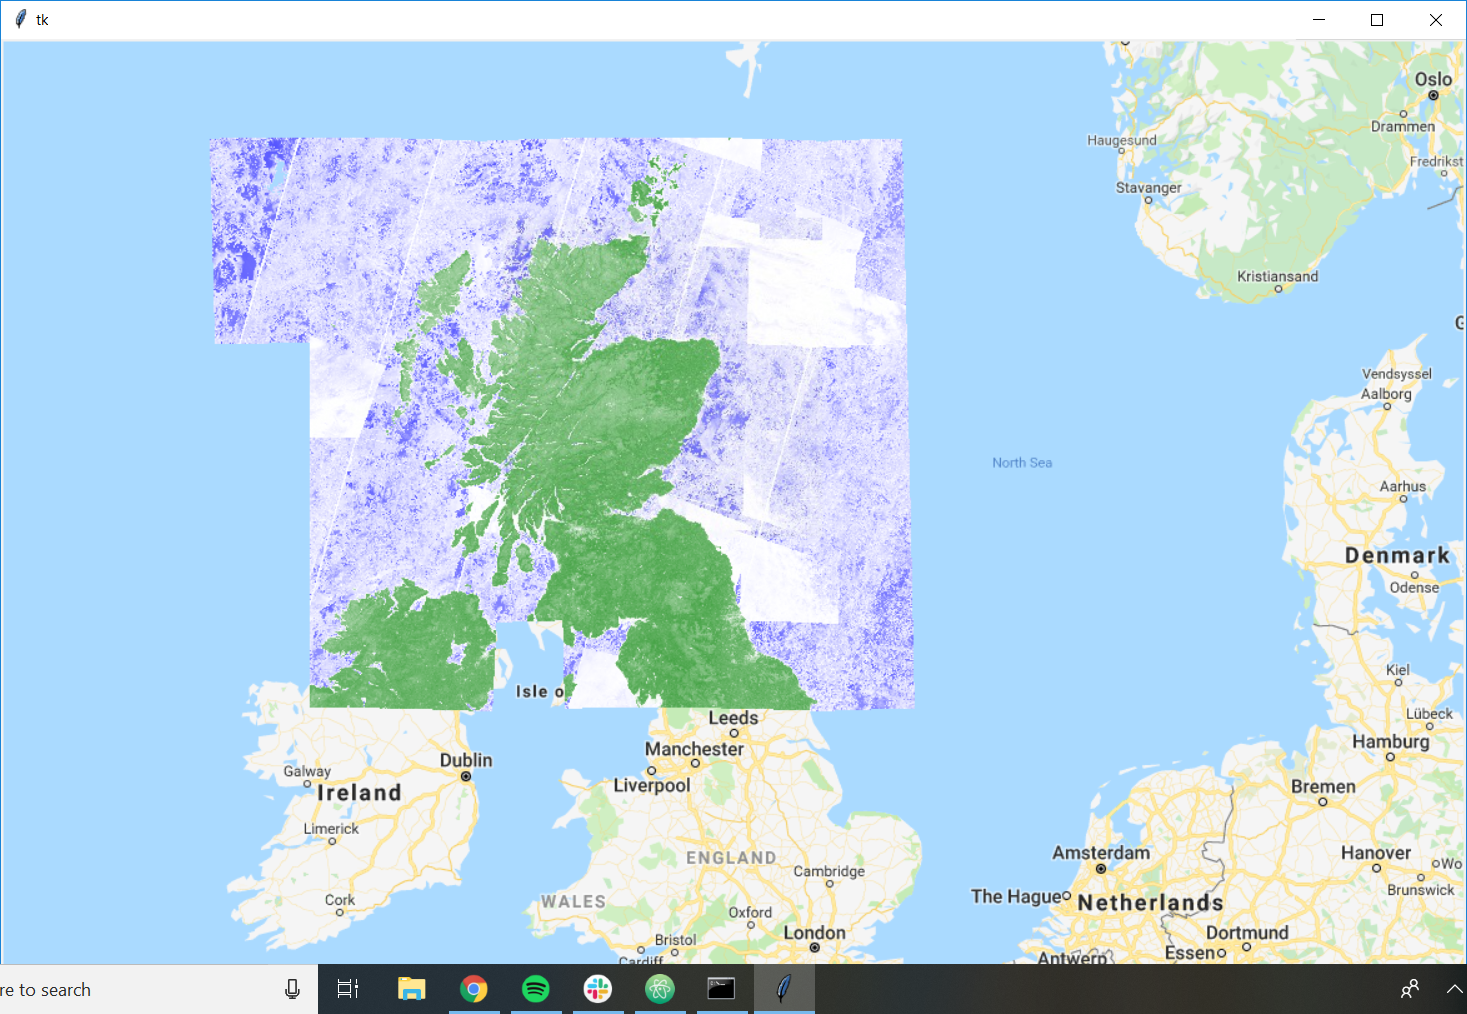 tk
Oslo
Drammen
Haugesund
Fredrikst
Stavanger
Kristiansand
G
Vendsyssel
Aalborg
North Sea
Aarhus
Denmark
Odense
Kiel
Isle o
Lübeck
Leeds
Hamburg
Manchester
Dublin
Galway
Liverpool
Bremen
Ireland
Limerick
Amsterdam
Hanover
ENGLAND
Wo
Cambridge
Brunswick
The Hague
Netherlands
Cork
WALES
Oxford
London
Dortmund
Bristol
Essen
Antwerp
Cardiff
re to search